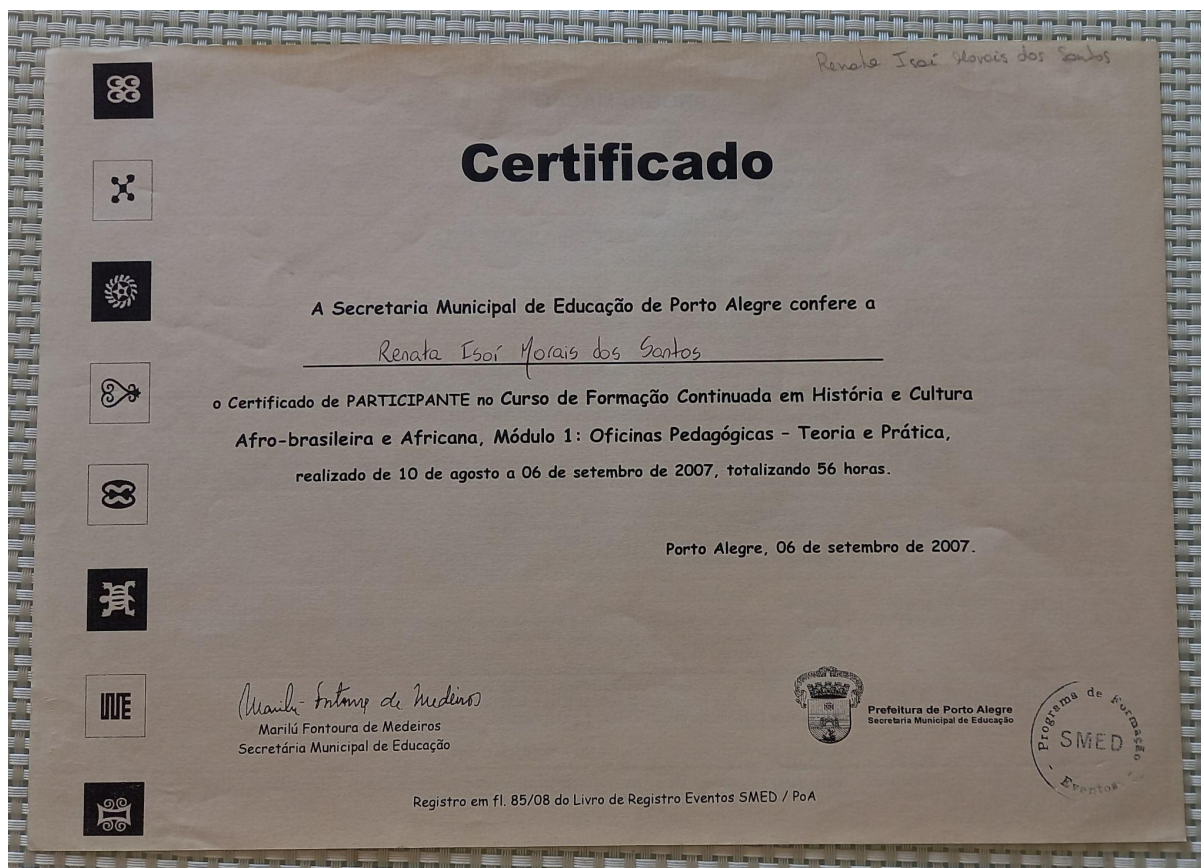 Renata Isaí Morais dos Santos
Certificado
A Secretaria Municipal de Educação de Porto Alegre confere a
Renata Isaí Morais dos Santos
o Certificado de PARTICIPANTE no Curso de Formação Continuada em História e Cultura
Afro-brasileira e Africana, Módulo 1: Oficinas Pedagógicas - Teoria e Prática,
realizado de 10 de agosto a 06 de setembro de 2007, totalizando 56 horas.
Porto Alegre, 06 de setembro de 2007.
Marilú Fontoura de Medeiros
Marilú Fontoura de Medeiros
Secretária Municipal de Educação
Prefeitura de Porto Alegre
Secretaria Municipal de Educação
Programa de Formação
SMED
- Eventos -
Registro em fl. 85/08 do Livro de Registro Eventos SMED / PoA